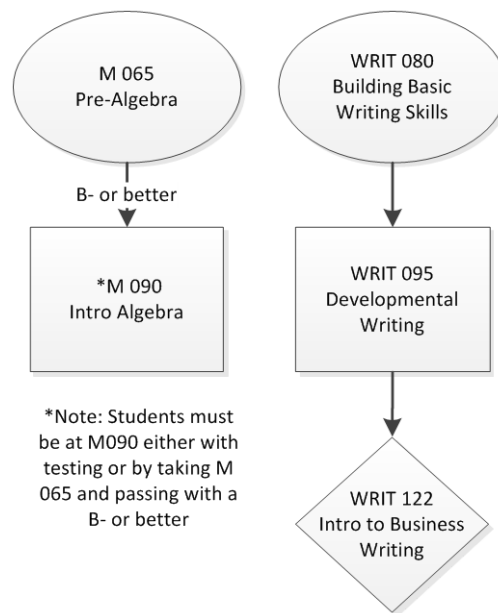 M 065
Pre-Algebra
B- or better
*M 090
Intro Algebra
*Note: Students must
be at M090 either with
testing or by taking M
065 and passing with a
B- or better
WRIT 080
Building Basic
Writing Skills
WRIT 095
Developmental
Writing
WRIT 122
Intro to Business
Writing